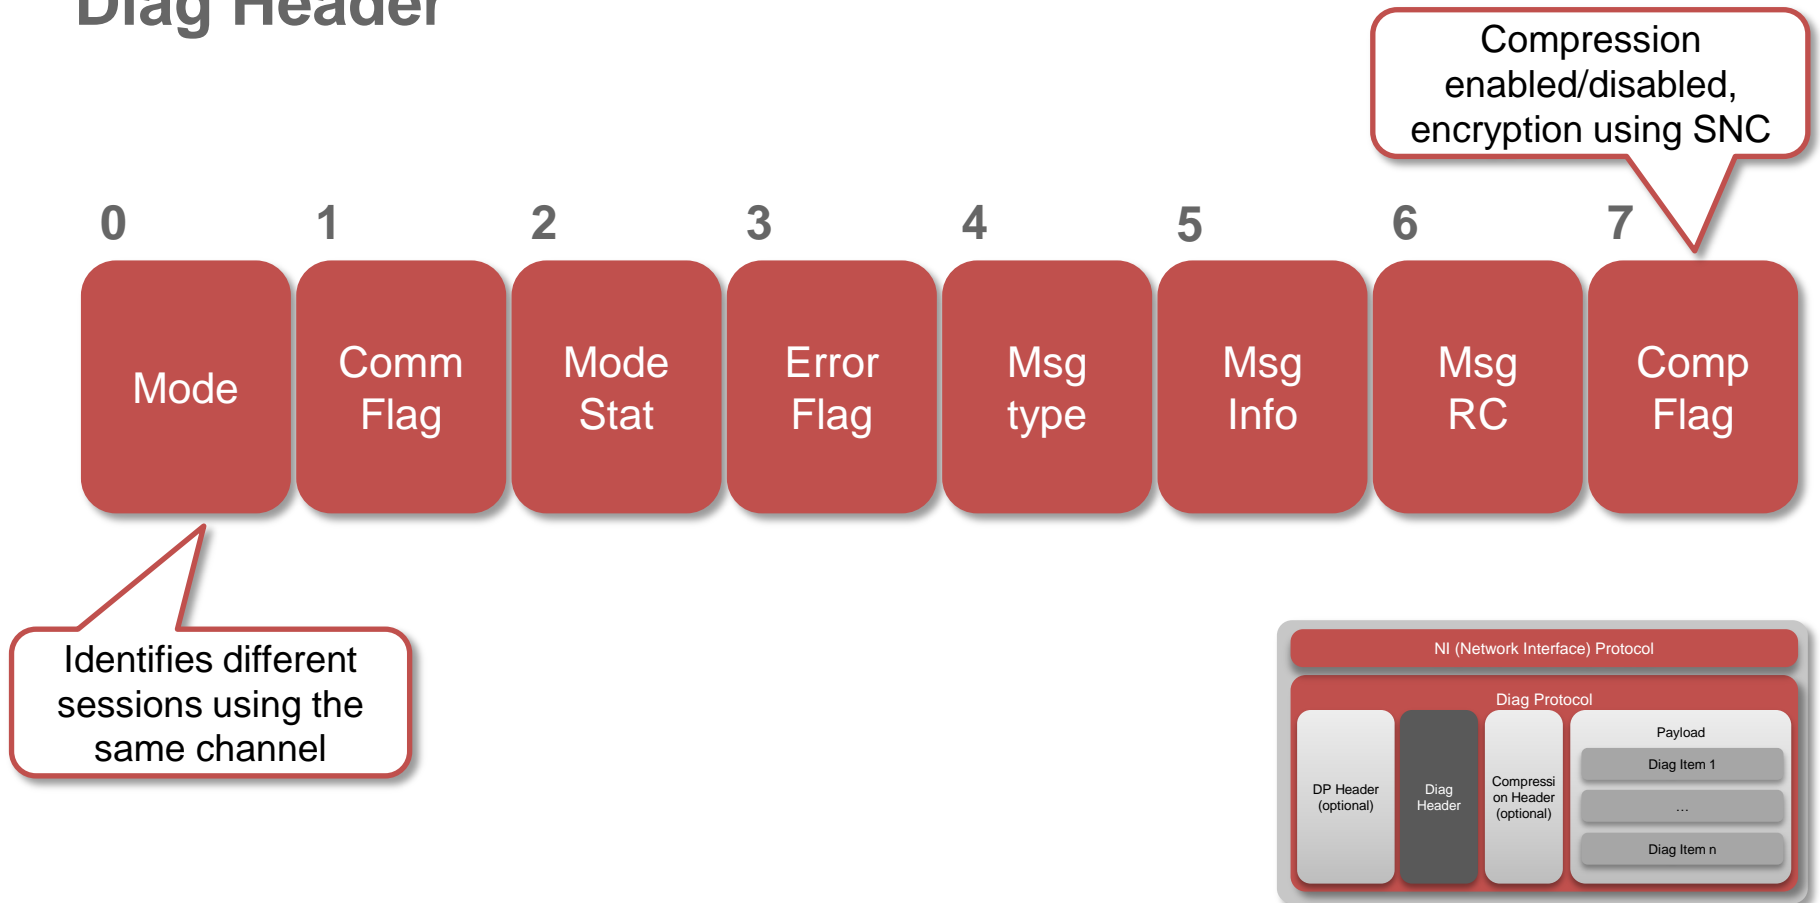 Diag Header
Compression
enabled/disabled,
encryption using SNC
0 1 2 3 4 5 6 7
Mode
Comm
Flag
Mode
Stat
Error
Flag
Msg
type
Msg
Info
Msg
RC
Comp
Flag
Identifies different
sessions using the
same channel
NI (Network Interface) Protocol
Diag Protocol
DP Header
(optional)
Diag
Header
Compressi
on Header
(optional)
Payload
Diag Item 1
...
Diag Item n